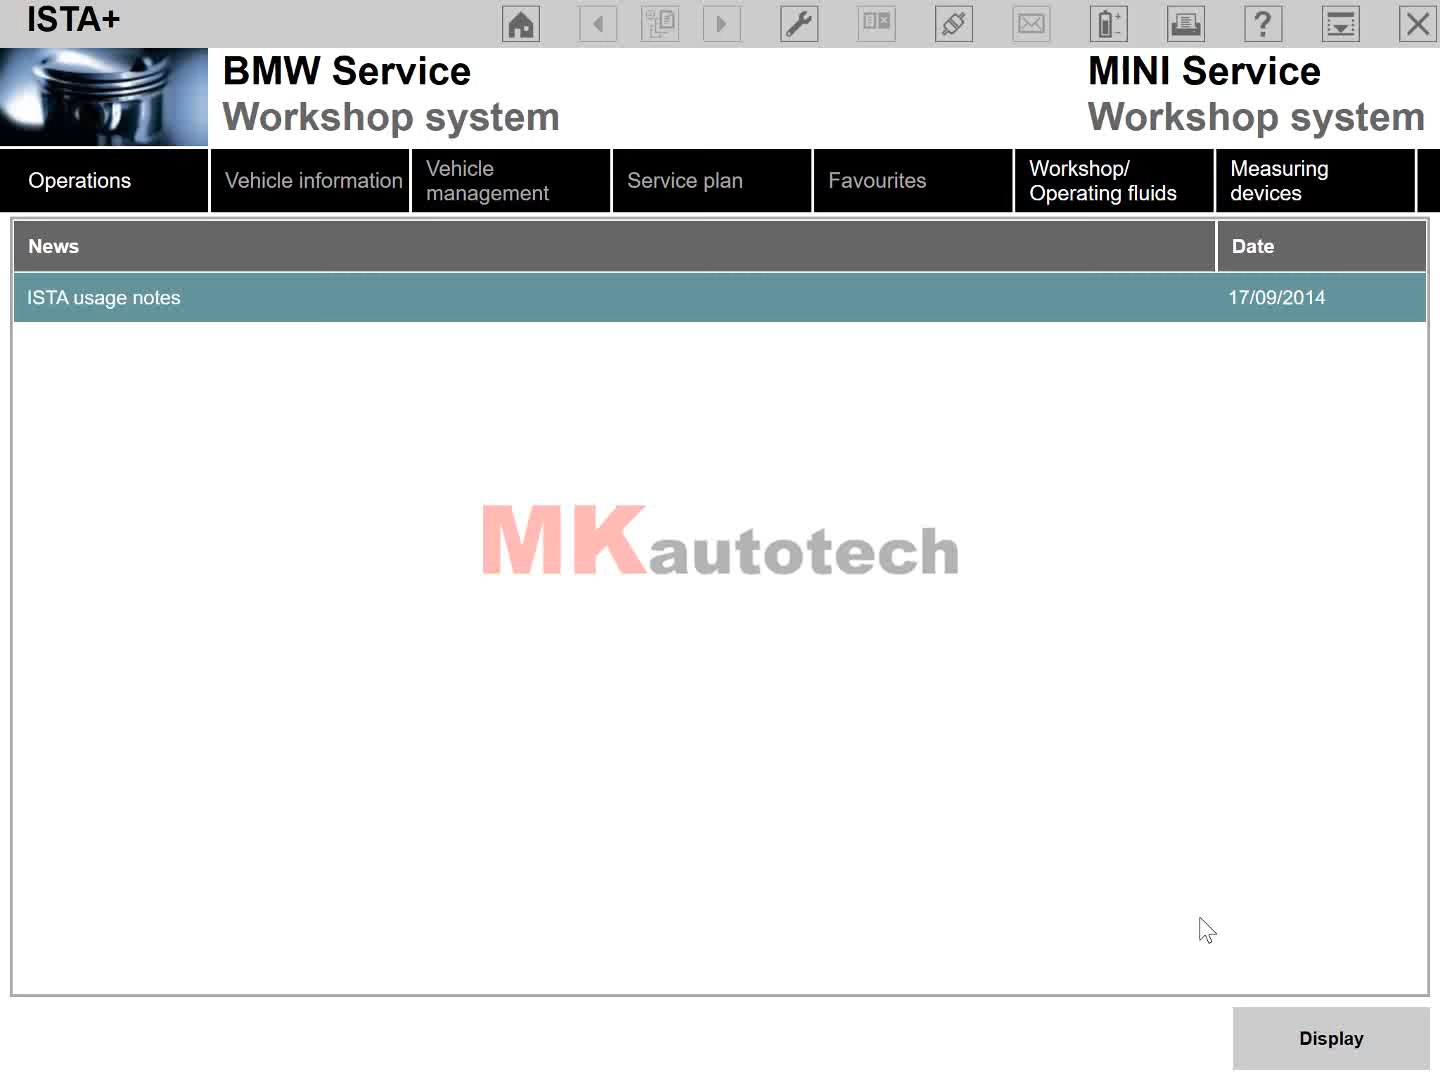 ISTA+
BMW Service
Workshop system
MINI Service
Workshop system
Operations
Vehicle information
Vehicle
management
Service plan
Favourites
Workshop/
Operating fluids
Measuring
devices
News
Date
ISTA usage notes
17/09/2014
MKautotech
Display